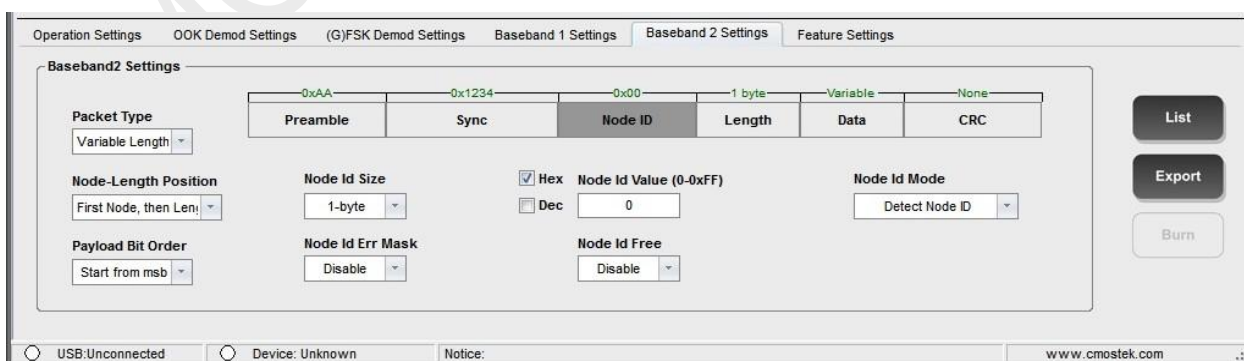 Operation Settings OOK Demod Settings (G)FSK Demod Settings Baseband 1 Settings Baseband 2 Settings Feature Settings
Baseband2 Settings
0xAA 0x1234 0x00 1 byte Variable None
Preamble Sync Node ID Length Data CRC
Packet Type
Variable Length
Node-Length Position
First Node, then Len
Node Id Size
1-byte
Hex
Dec
Node Id Value (0-0xFF)
0
Node Id Mode
Detect Node ID
Payload Bit Order
Start from msb
Node Id Err Mask
Disable
Node Id Free
Disable
List
Export
Burn
USB:Unconnected Device: Unknown Notice: www.cmostek.com